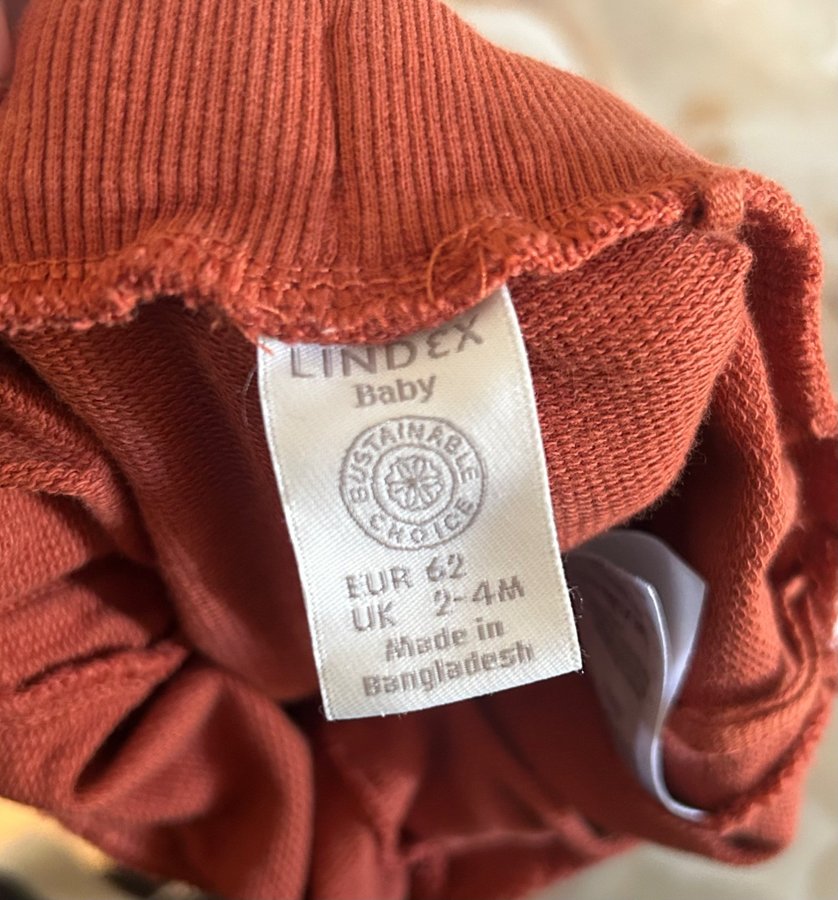 LINDEX
Baby
SUSTAINABLE
CHOICE
EUR 62
UK 2-4M
Made in
Bangladesh